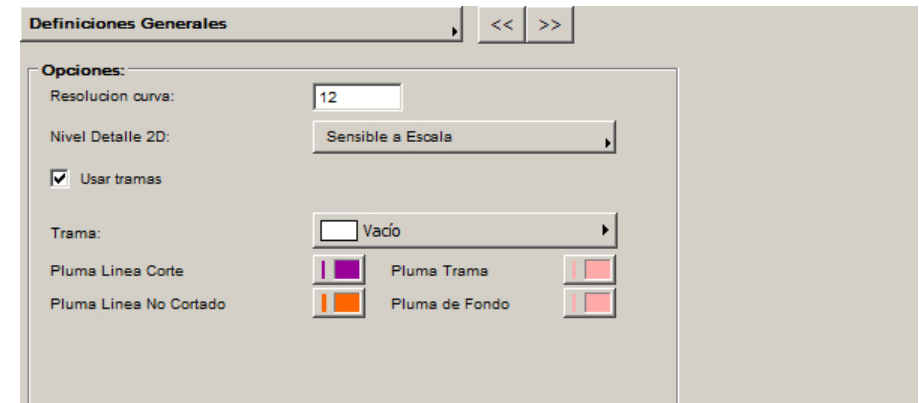 Definiciones Generales << >>
Opciones:
Resolucion curva: 12
Nivel Detalle 2D: Sensible a Escala
Usar tramas
Trama: Vacío
Pluma Linea Corte Pluma Trama
Pluma Linea No Cortado Pluma de Fondo